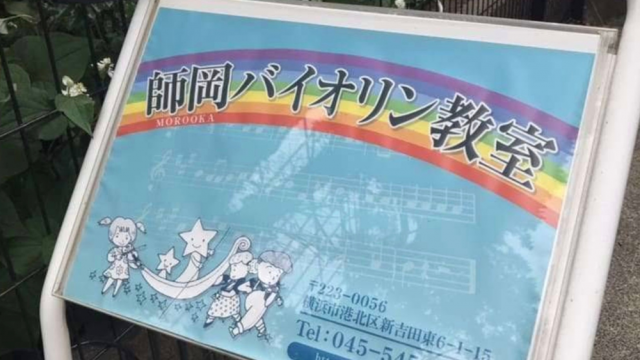 師岡バイオリン教室
MOROOKA
〒223-0056
横浜市港北区新吉田東6-1-15
Tel：045-54